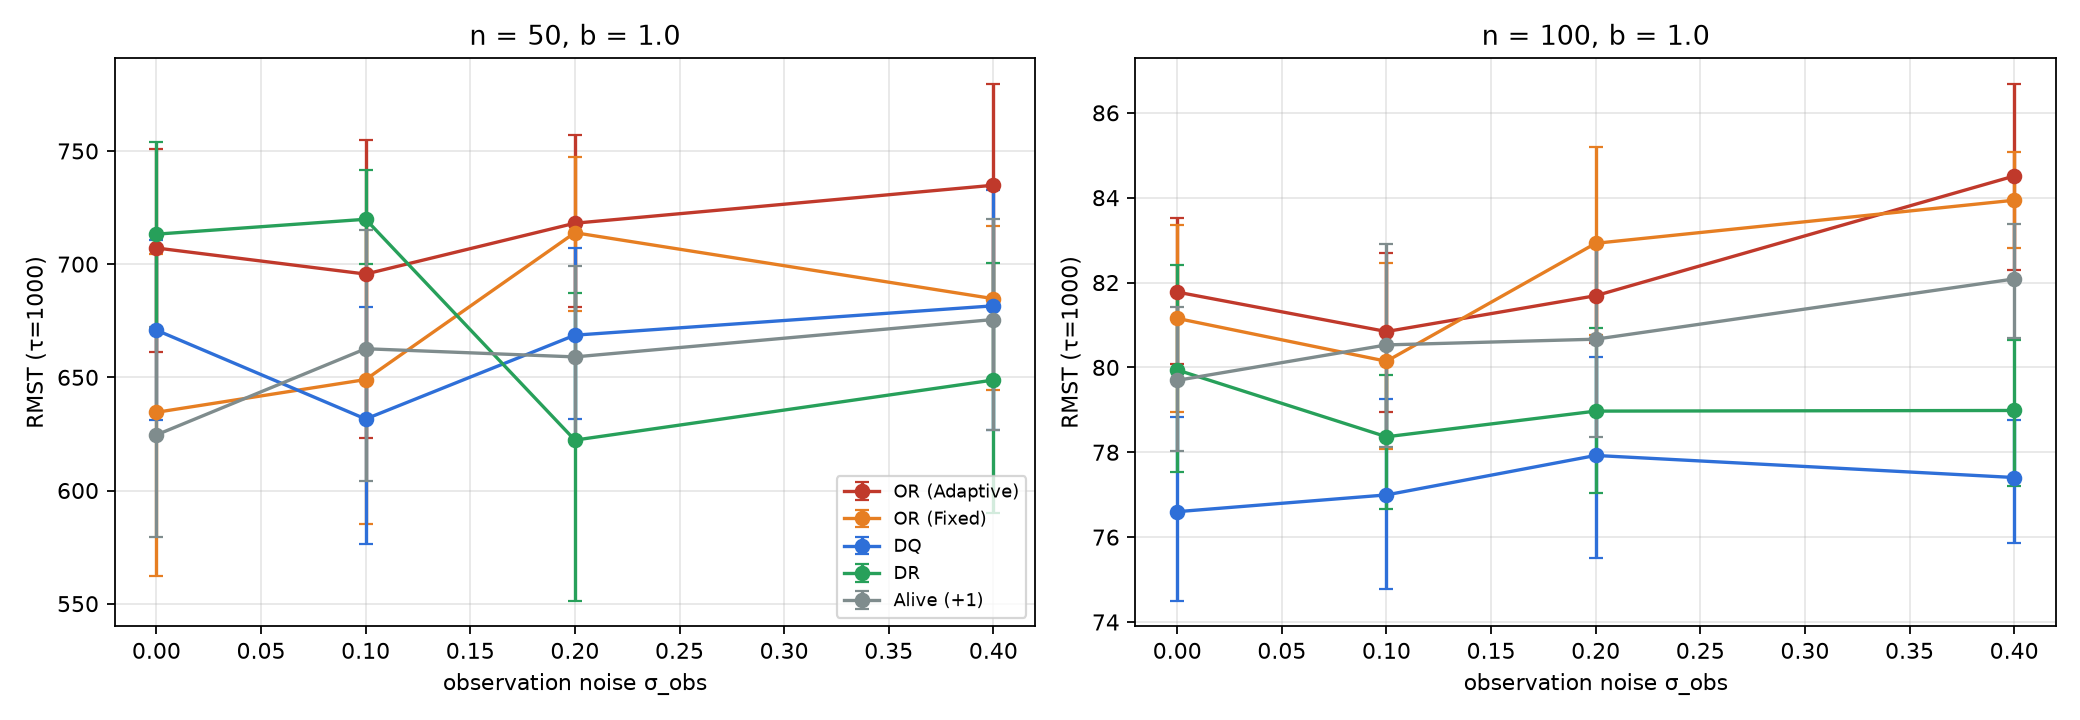 n = 50, b = 1.0
RMST (τ=1000)
750
700
650
600
550
0.00 0.05 0.10 0.15 0.20 0.25 0.30 0.35 0.40
observation noise σ_obs
OR (Adaptive)
OR (Fixed)
DQ
DR
Alive (+1)
n = 100, b = 1.0
RMST (τ=1000)
86
84
82
80
78
76
74
0.00 0.05 0.10 0.15 0.20 0.25 0.30 0.35 0.40
observation noise σ_obs